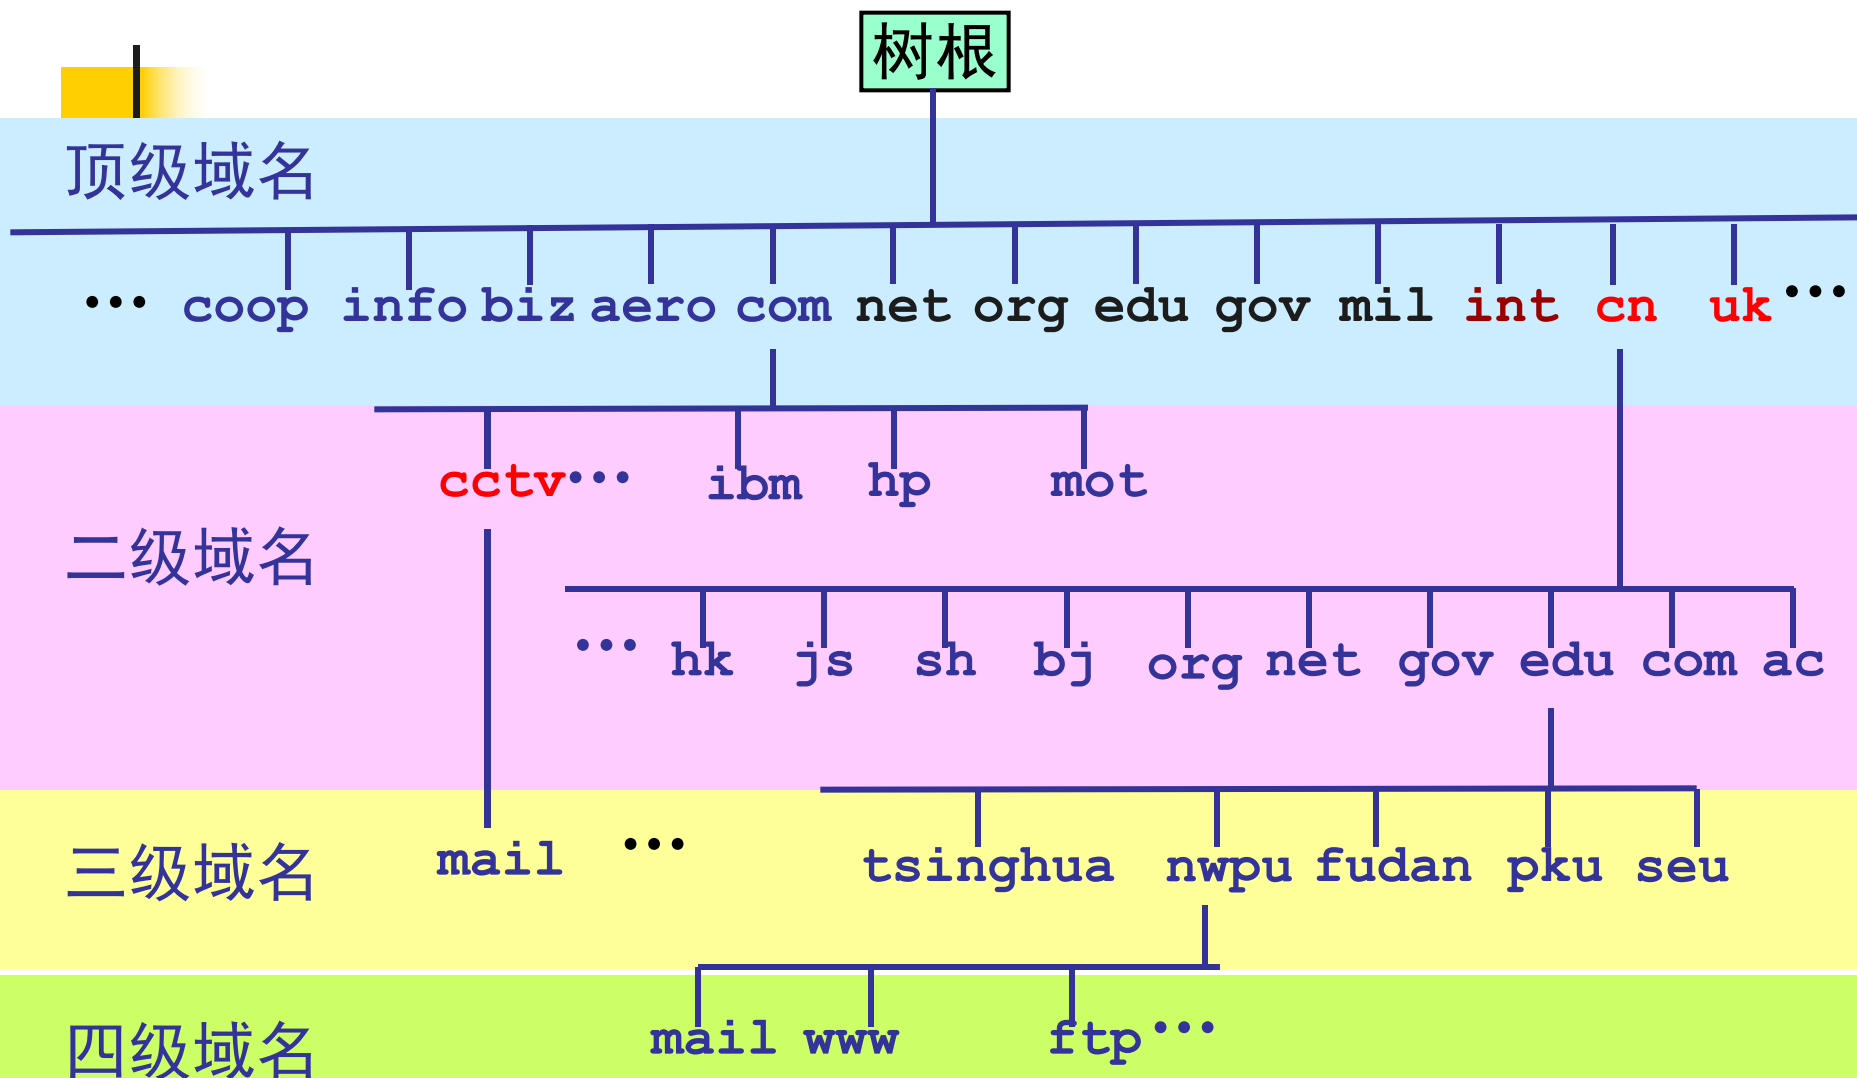 树根
顶级域名
… coop info biz aero com net org edu gov mil int cn uk …
cctv … ibm hp mot
二级域名
… hk js sh bj org net gov edu com ac
三级域名 mail … tsinghua nwpu fudan pku seu
四级域名 mail www ftp …